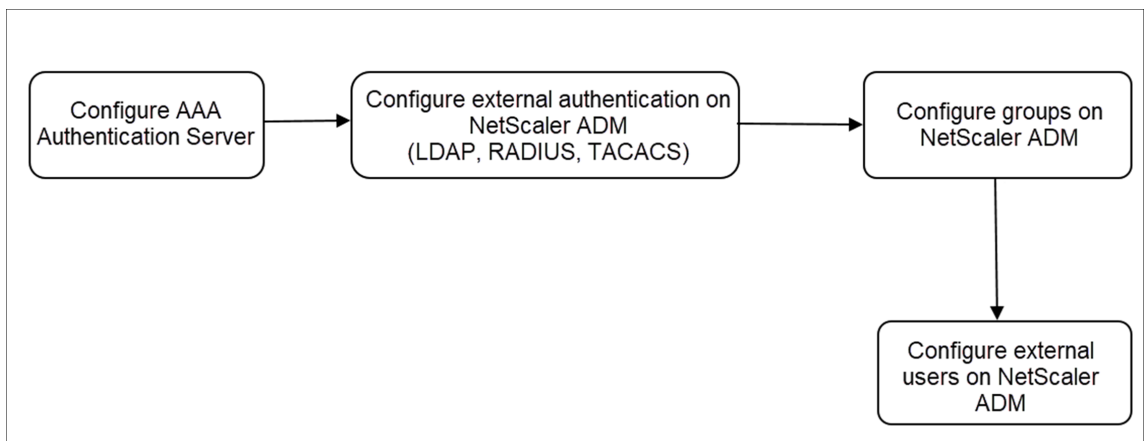 Configure AAA
Authentication Server
Configure external authentication on
NetScaler ADM
(LDAP, RADIUS, TACACS)
Configure groups on
NetScaler ADM
Configure external
users on NetScaler
ADM